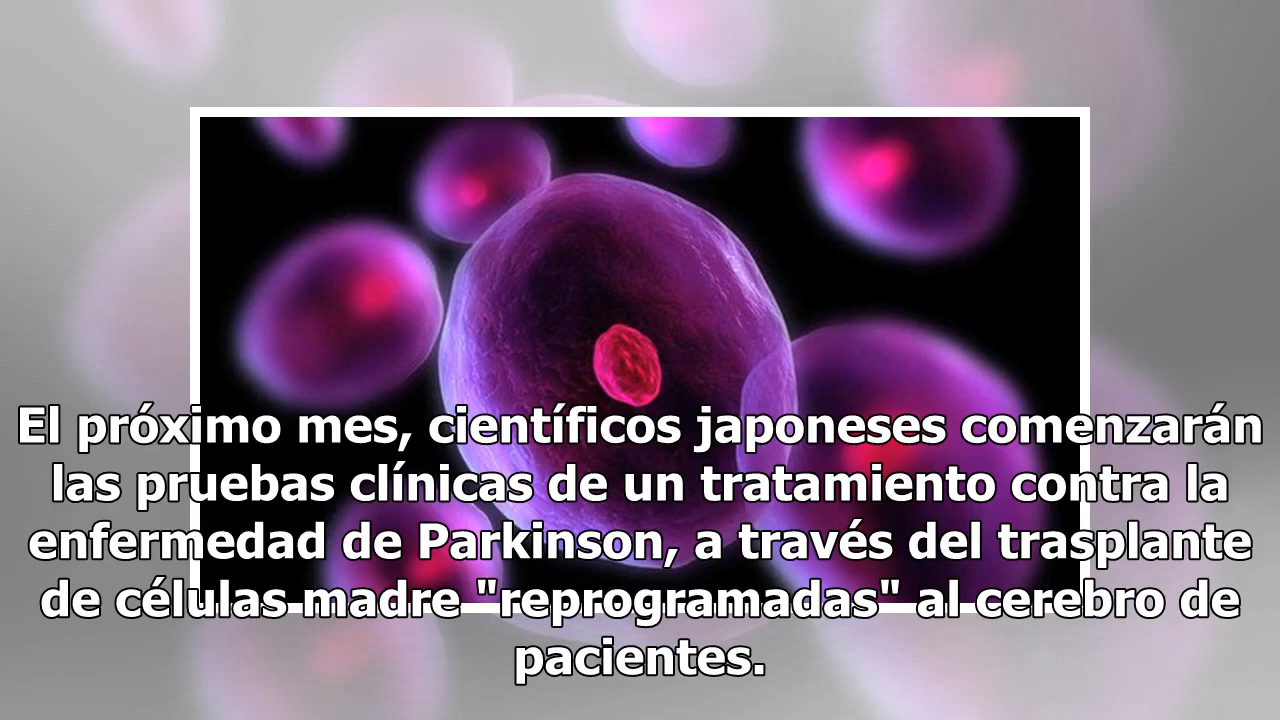 El próximo mes, científicos japoneses comenzarán
las pruebas clínicas de un tratamiento contra la
enfermedad de Parkinson, a través del trasplante
de células madre "reprogramadas" al cerebro de
pacientes.